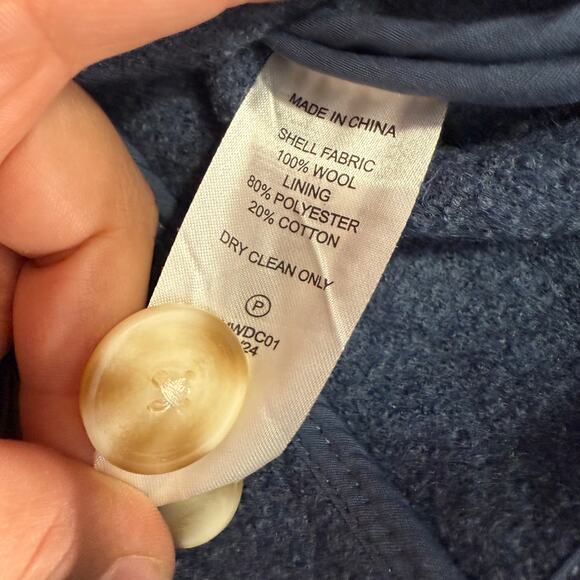 MADE IN CHINA
SHELL FABRIC
100% WOOL
LINING
80% POLYESTER
20% COTTON
DRY CLEAN ONLY
P